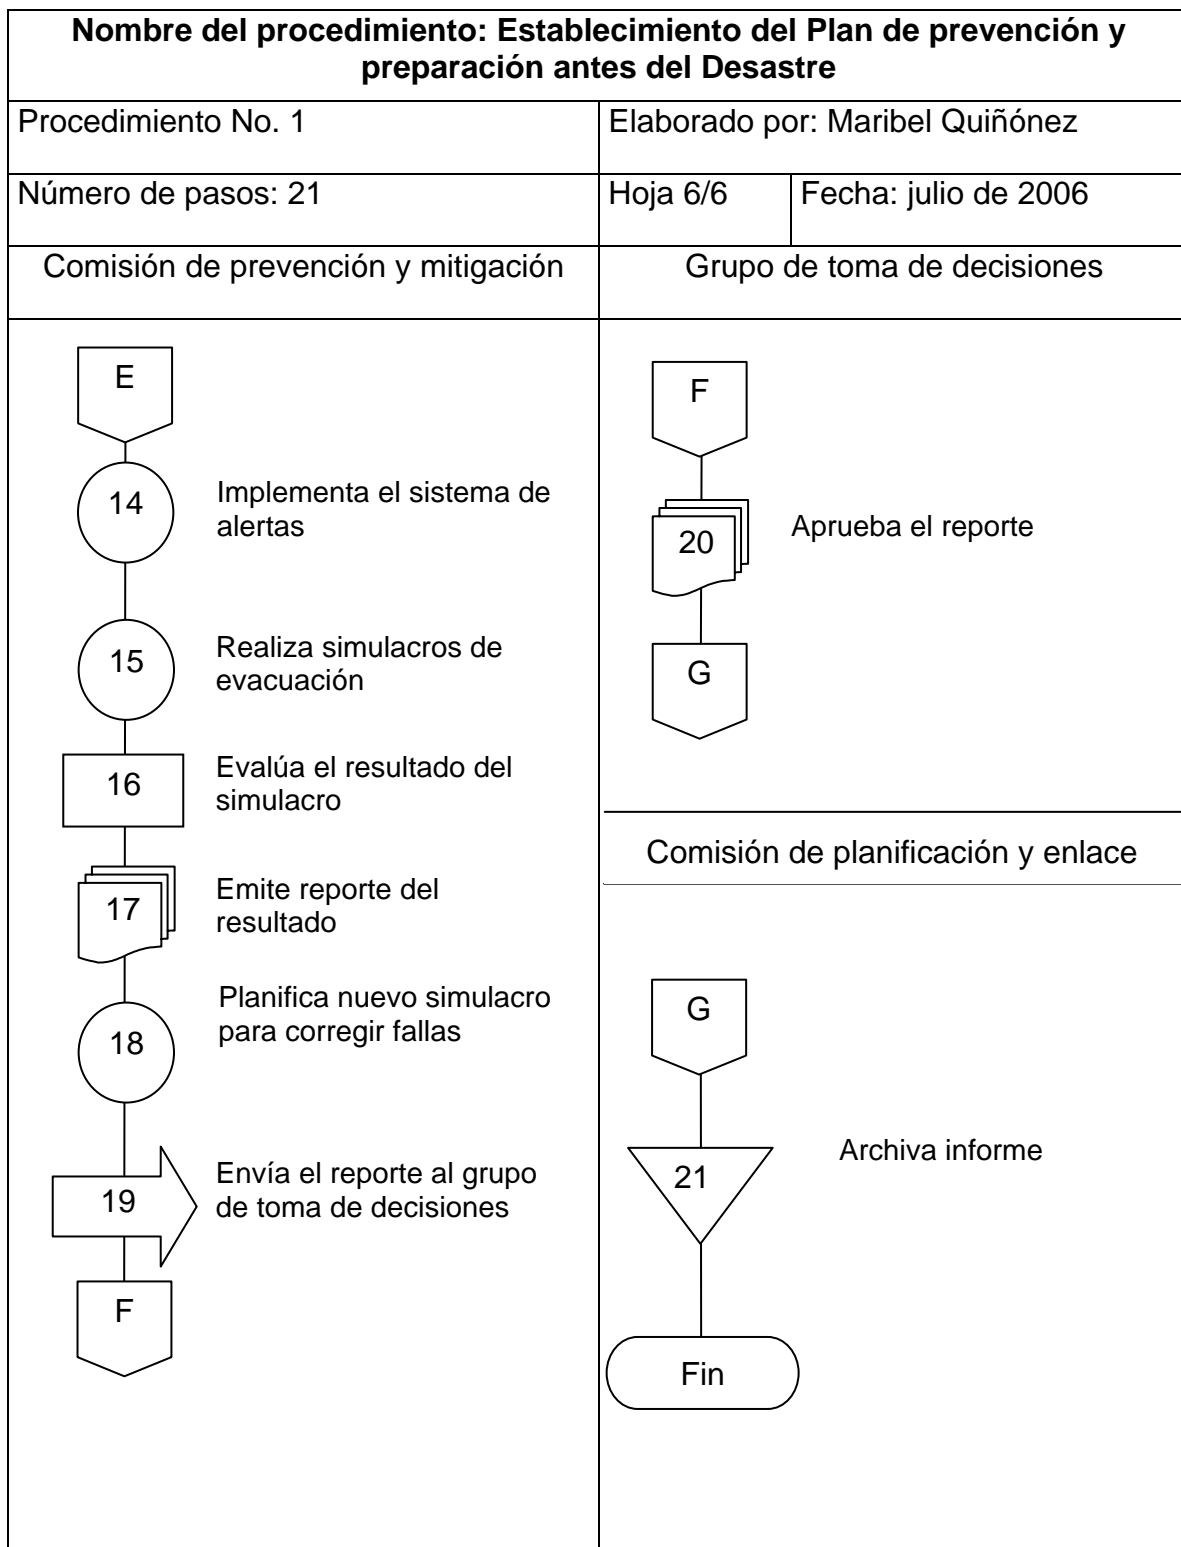 Nombre del procedimiento: Establecimiento del Plan de prevención y
preparación antes del Desastre
Procedimiento No. 1
Elaborado por: Maribel Quiñónez
Número de pasos: 21
Hoja 6/6
Fecha: julio de 2006
Comisión de prevención y mitigación
Grupo de toma de decisiones
E
14
Implementa el sistema de
alertas
15
Realiza simulacros de
evacuación
16
Evalúa el resultado del
simulacro
17
Emite reporte del
resultado
18
Planifica nuevo simulacro
para corregir fallas
19
Envía el reporte al grupo
de toma de decisiones
F
F
20
Aprueba el reporte
G
Comisión de planificación y enlace
G
21
Archiva informe
Fin